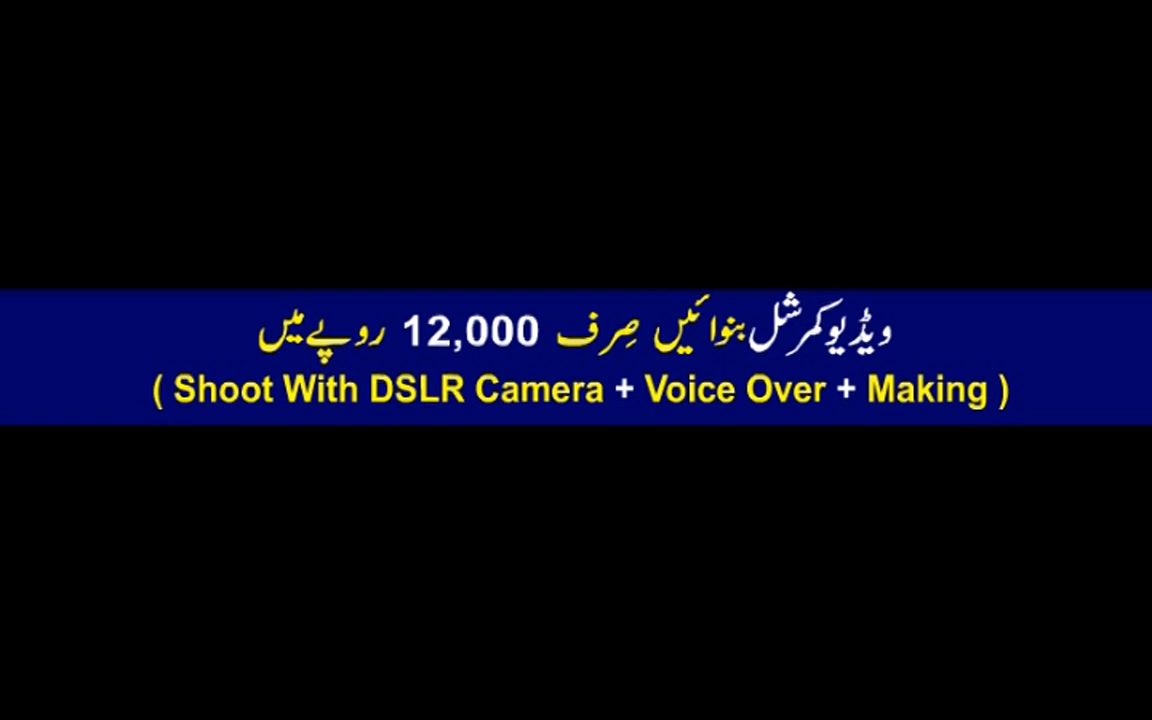 ویڈیو کمرشل بنوائیں صِرف 12,000 روپے میں
( Shoot With DSLR Camera + Voice Over + Making )